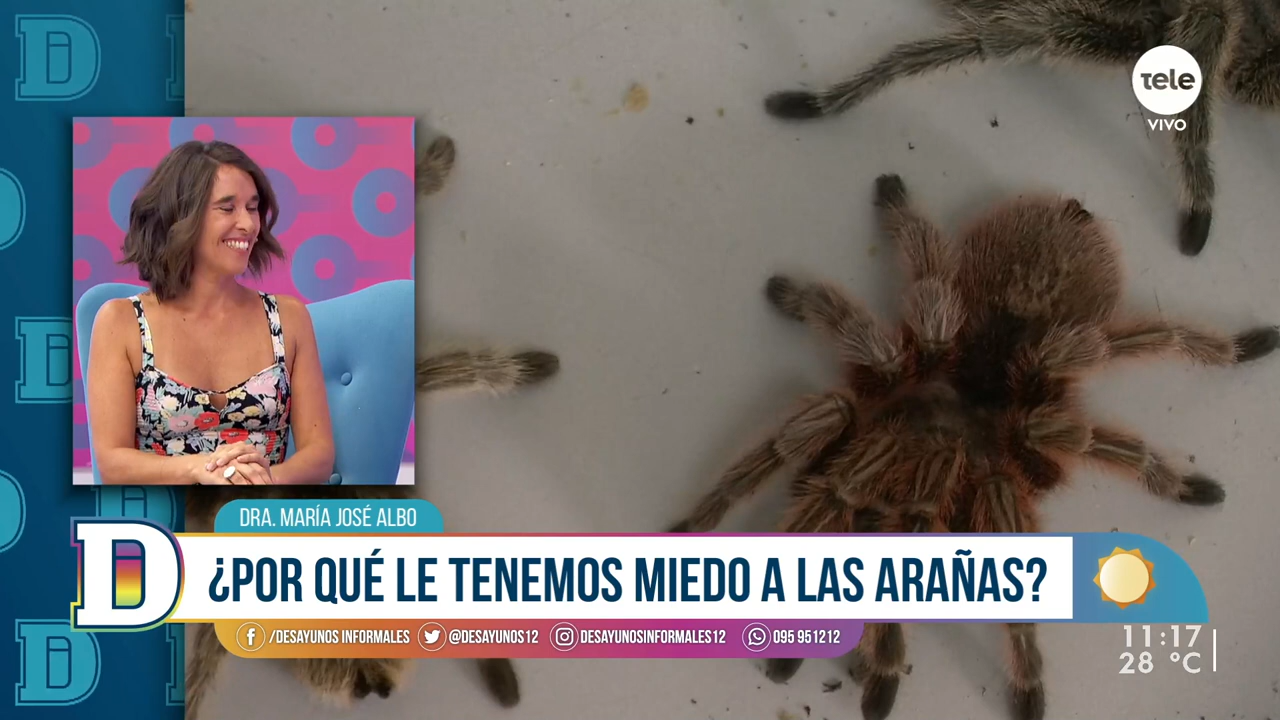 tele
VIVO
DRA. MARÍA JOSÉ ALBO
D
¿POR QUÉ LE TENEMOS MIEDO A LAS ARAÑAS?
/DESAYUNOS INFORMALES @DESAYUNOS12 DESAYUNOSINFORMALES12 095 951212
11:17
28 °C